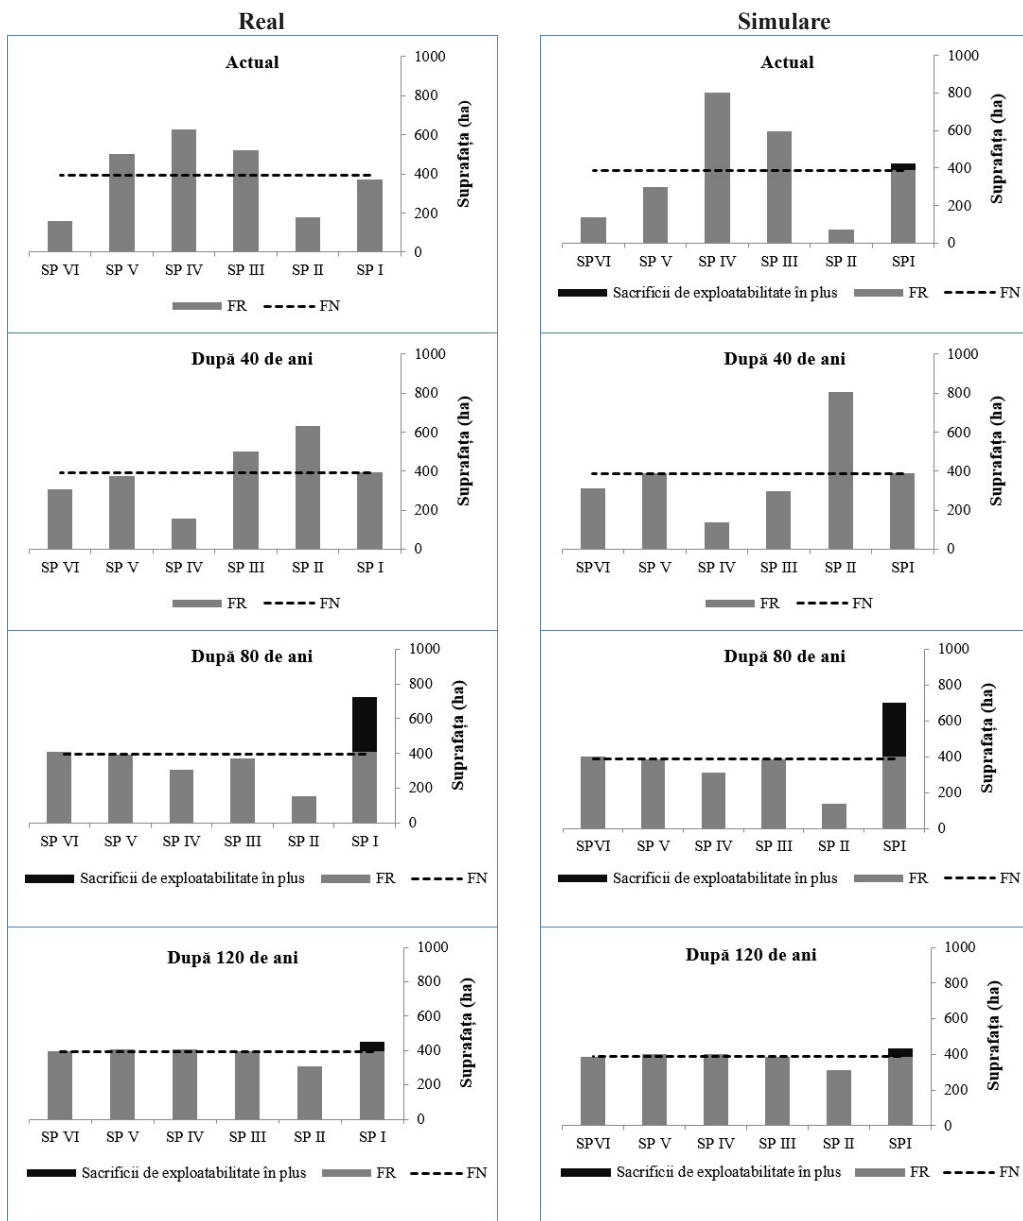 Real
Simulare
Actual
1000
800
600
400
200
0
Suprafața (ha)
SP VI SP V SP IV SP III SP II SP I
FR FN
Actual
1000
800
600
400
200
0
Suprafața (ha)
SPVI SP V SP IV SP III SP II SPI
Sacrificii de exploatabilitate în plus FR FN
După 40 de ani
1000
800
600
400
200
0
Suprafața (ha)
SP VI SP V SP IV SP III SP II SP I
FR FN
După 40 de ani
1000
800
600
400
200
0
Suprafața (ha)
SPVI SP V SP IV SP III SP II SPI
FR FN
După 80 de ani
1000
800
600
400
200
0
Suprafața (ha)
SP VI SP V SP IV SP III SP II SP I
Sacrificii de exploatabilitate în plus FR FN
După 80 de ani
1000
800
600
400
200
0
Suprafața (ha)
SPVI SP V SP IV SP III SP II SPI
Sacrificii de exploatabilitate în plus FR FN
După 120 de ani
1000
800
600
400
200
0
Suprafața (ha)
SP VI SP V SP IV SP III SP II SP I
Sacrificii de exploatabilitate în plus FR FN
După 120 de ani
1000
800
600
400
200
0
Suprafața (ha)
SPVI SP V SP IV SP III SP II SPI
Sacrificii de exploatabilitate în plus FR FN